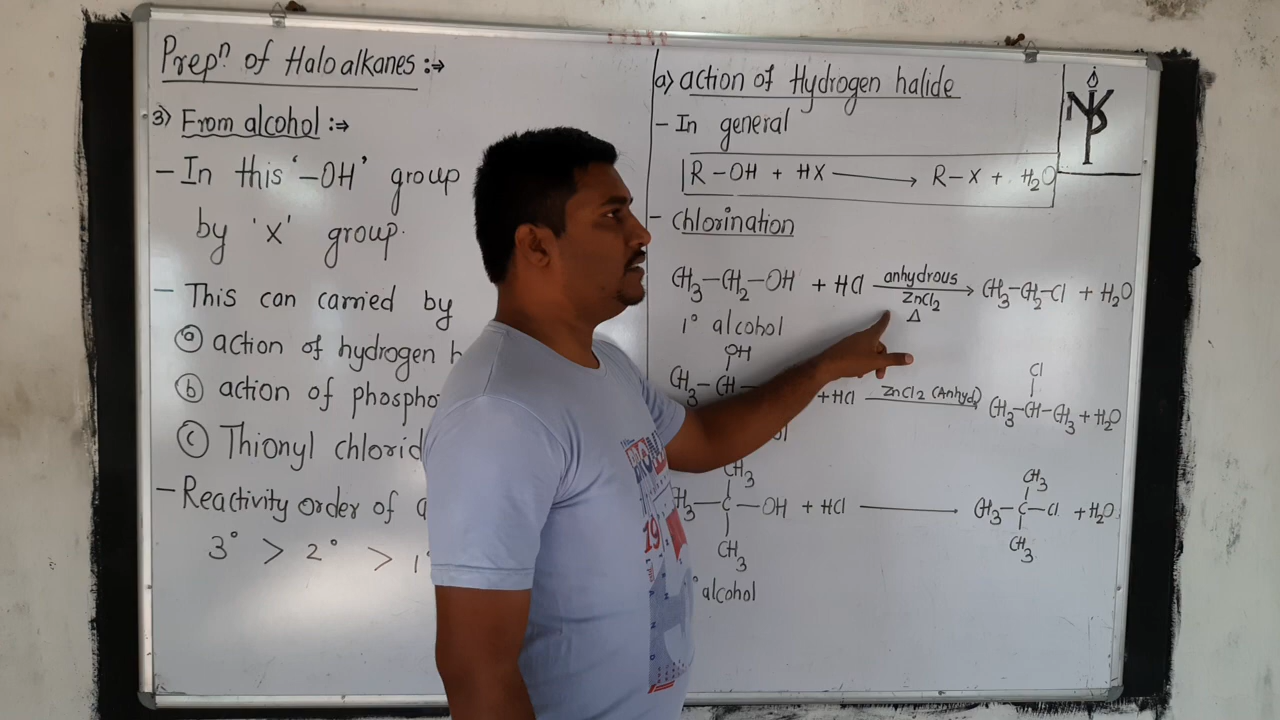 Prepⁿ of Haloalkanes :→
3) From alcohol :→
- In this '-OH' group
by 'x' group.
- This can carried by
ⓐ action of hydrogen h
ⓑ action of phospho
ⓒ Thionyl chlorid
- Reactivity order of a
3° > 2° > 1°
a) action of Hydrogen halide
- In general
R-OH + HX → R-X + H₂O
- chlorination
CH₃-CH₂-OH + HCl anhydrous ZnCl₂ Δ → CH₃-CH₂-Cl + H₂O
1° alcohol
OH
CH₃-CH- +HCl ZnCl₂ (Anhyd) → CH₃-CH-CH₃ + H₂O
Cl
CH₃
H₃-C-OH + HCl → CH₃-C-Cl + H₂O
CH₃
CH₃
CH₃
° alcohol
19